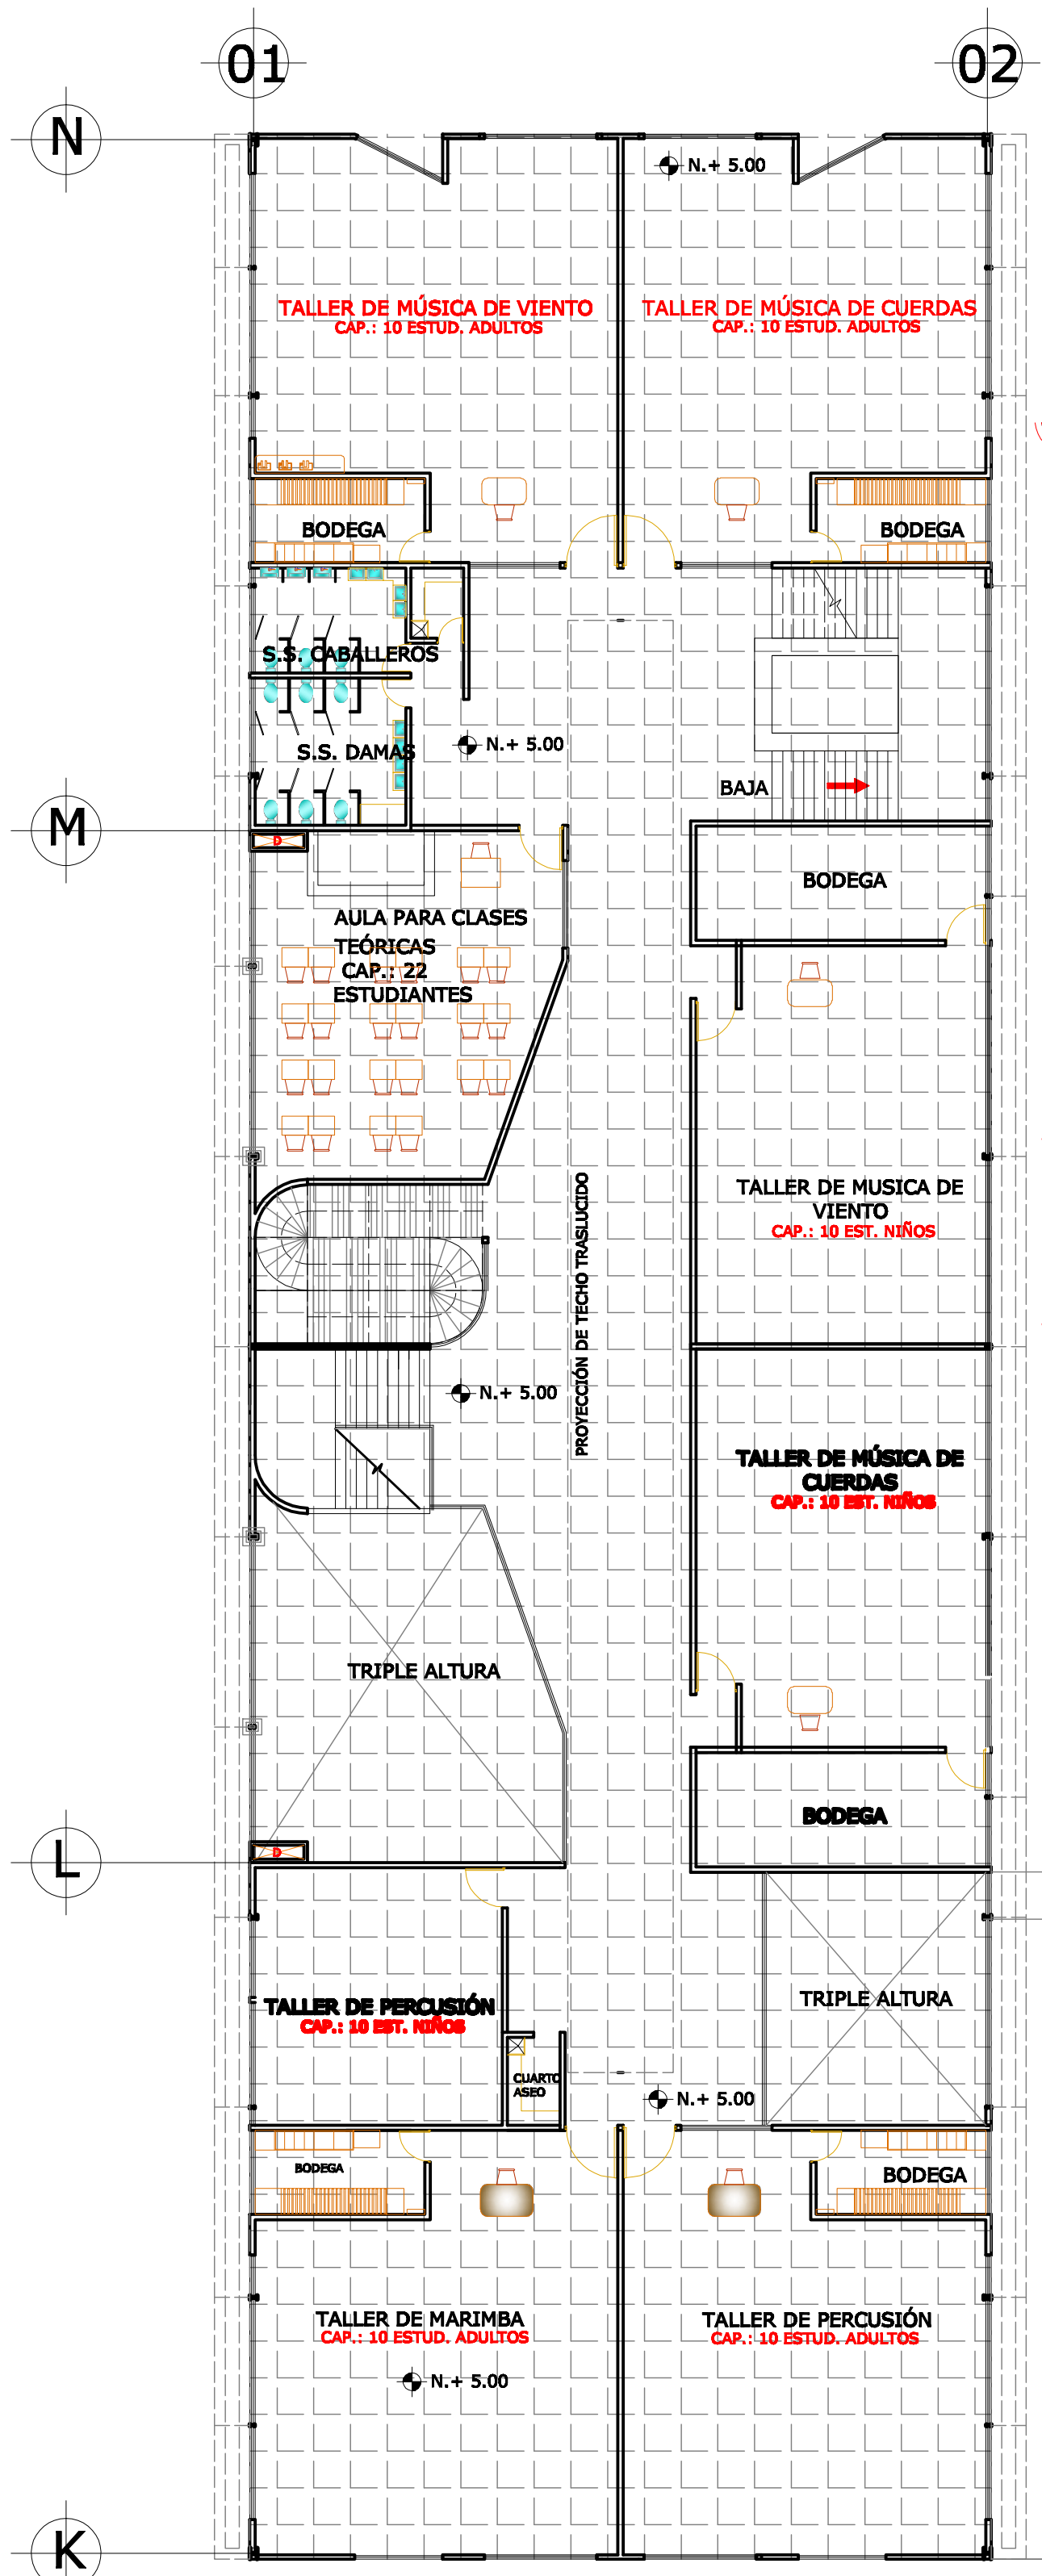 01
02
N
N.+ 5.00
TALLER DE MÚSICA DE VIENTO
CAP.: 10 ESTUD. ADULTOS
TALLER DE MÚSICA DE CUERDAS
CAP.: 10 ESTUD. ADULTOS
BODEGA
BODEGA
S.S. CABALLEROS
S.S. DAMAS
N.+ 5.00
BAJA
M
D
BODEGA
AULA PARA CLASES
TEÓRICAS
CAP.: 22
ESTUDIANTES
TALLER DE MUSICA DE
VIENTO
CAP.: 10 EST. NIÑOS
PROYECCIÓN DE TECHO TRASLUCIDO
N.+ 5.00
TALLER DE MÚSICA DE
CUERDAS
CAP.: 10 EST. NIÑOS
TRIPLE ALTURA
BODEGA
L
D
TALLER DE PERCUSIÓN
CAP.: 10 EST. NIÑOS
TRIPLE ALTURA
CUARTO
ASEO
N.+ 5.00
BODEGA
BODEGA
TALLER DE MARIMBA
CAP.: 10 ESTUD. ADULTOS
TALLER DE PERCUSIÓN
CAP.: 10 ESTUD. ADULTOS
N.+ 5.00
K